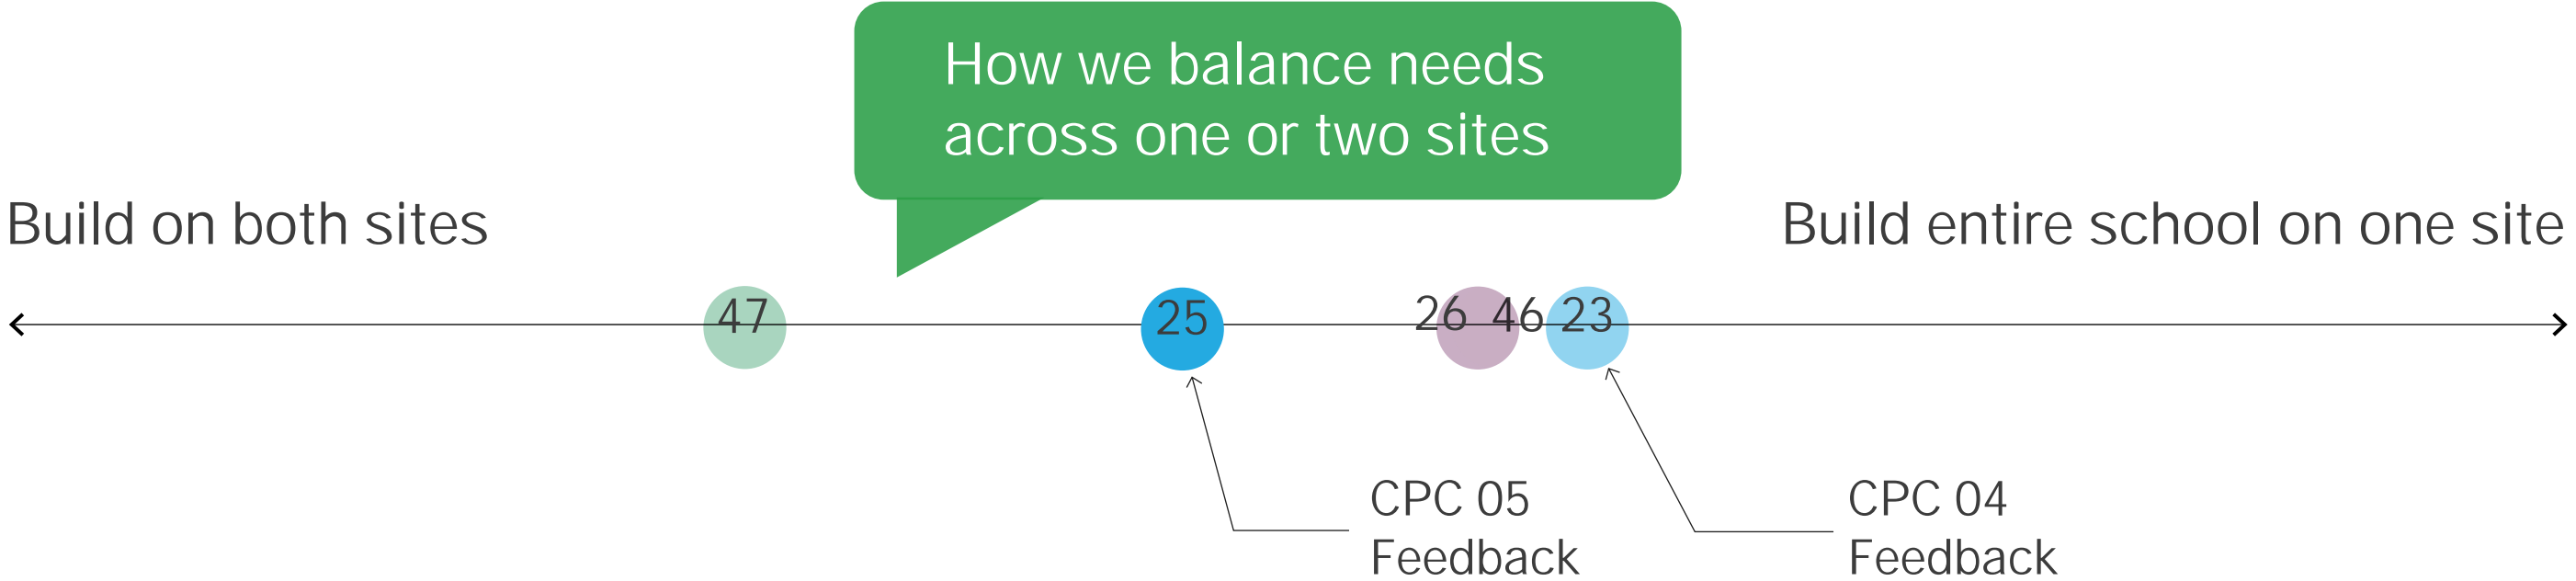 How we balance needs
across one or two sites
Build on both sites
Build entire school on one site
47 25 26 46 23
CPC 05
Feedback
CPC 04
Feedback